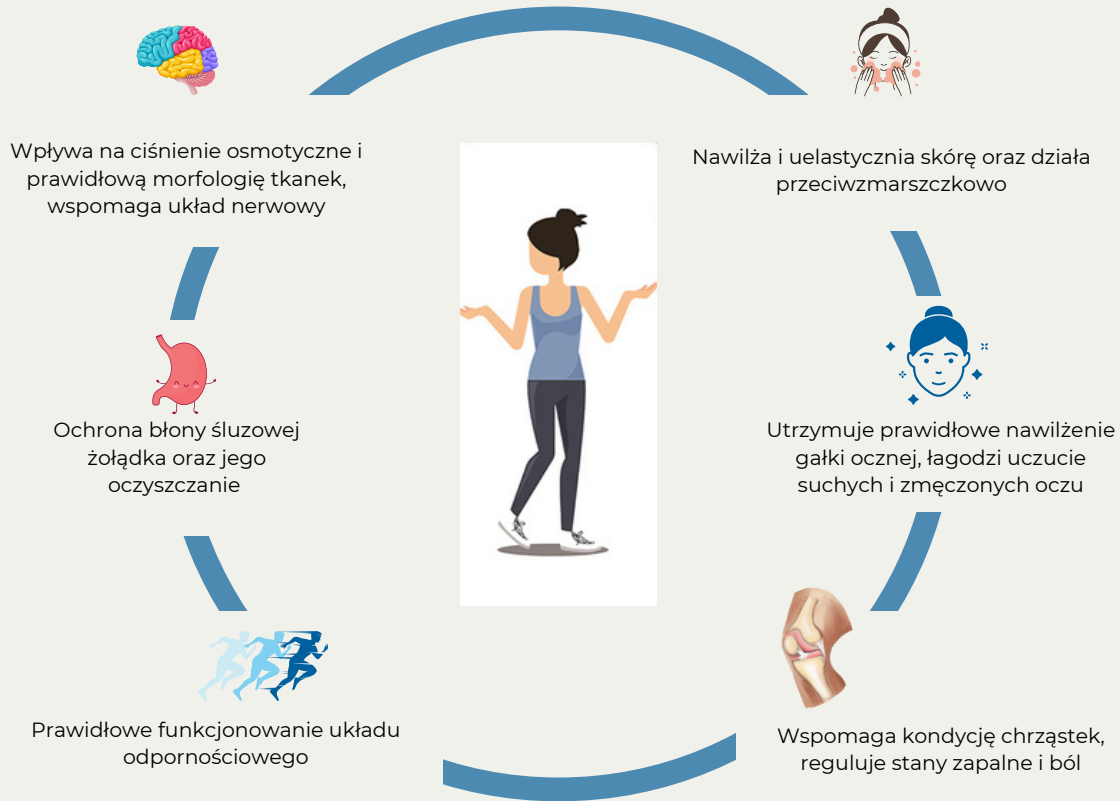 Wpływa na ciśnienie osmotyczne i
prawidłową morfologię tkanek,
wspomaga układ nerwowy
Nawilża i uelastycznia skórę oraz działa
przeciwzmarszczkowo
Ochrona błony śluzowej
żołądka oraz jego
oczyszczanie
Utrzymuje prawidłowe nawilżenie
gałki ocznej, łagodzi uczucie
suchych i zmęczonych oczu
Prawidłowe funkcjonowanie układu
odpornościowego
Wspomaga kondycję chrząstek,
reguluje stany zapalne i ból